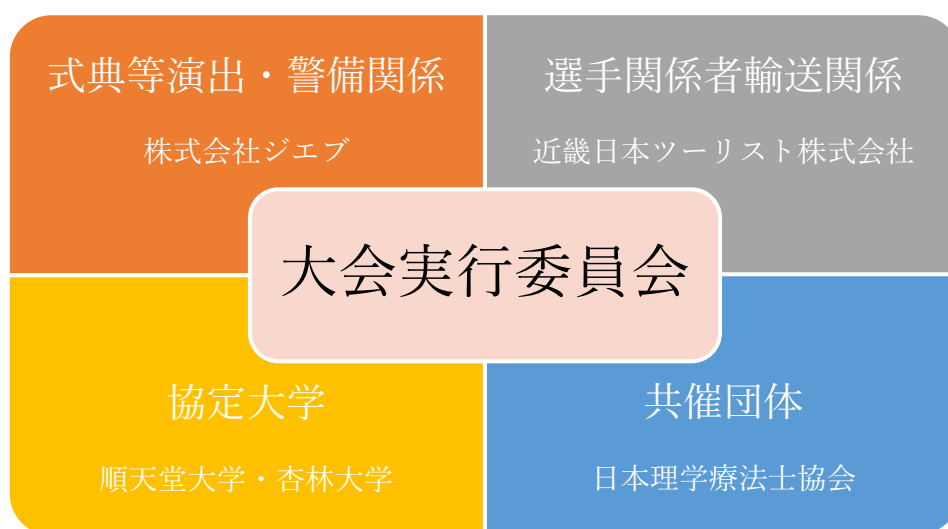 式典等演出・警備関係
株式会社ジエブ
選手関係者輸送関係
近畿日本ツーリスト株式会社
大会実行委員会
協定大学
順天堂大学・杏林大学
共催団体
日本理学療法士協会